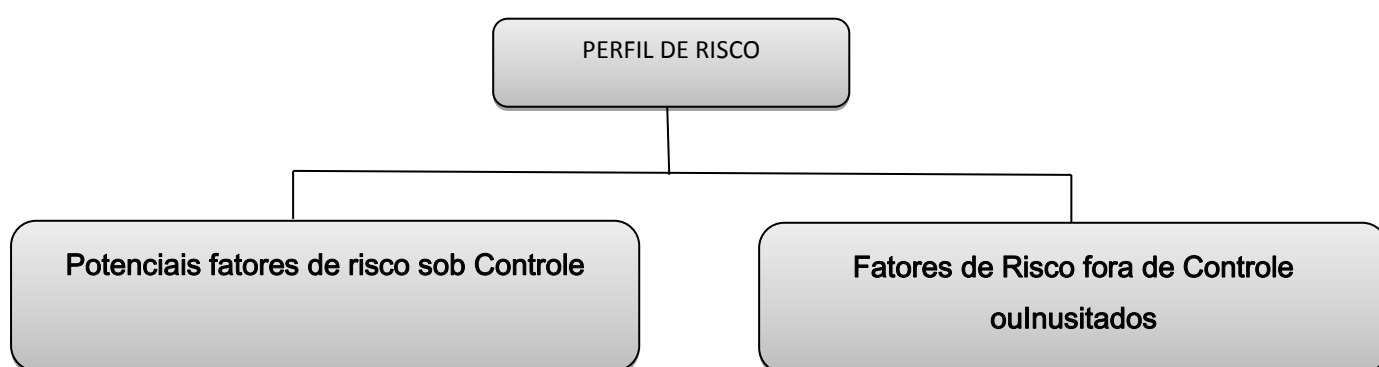 PERFIL DE RISCO
Potenciais fatores de risco sob Controle
Fatores de Risco fora de Controle
ouInusitados